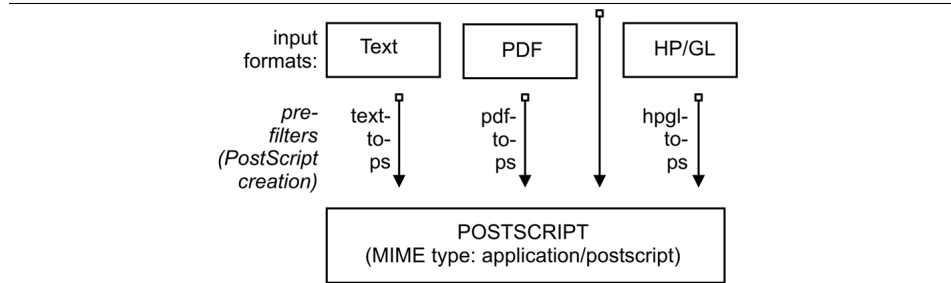 input
formats:
Text
PDF
HP/GL
pre-
filters
(PostScript
creation)
text-
to-
ps
pdf-
to-
ps
hpgl-
to-
ps
POSTSCRIPT
(MIME type: application/postscript)